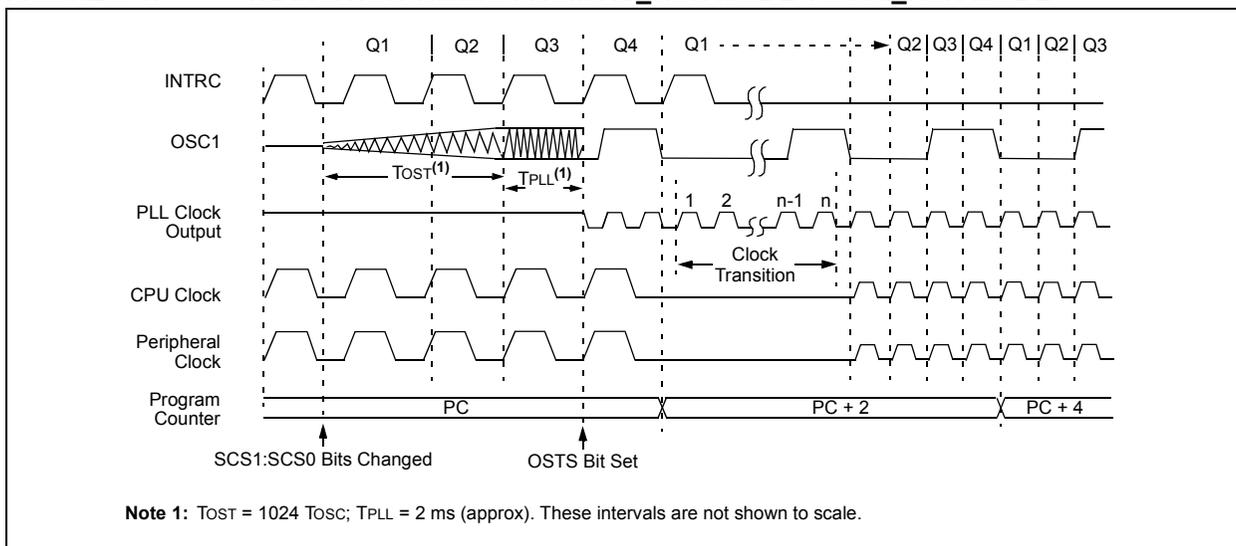 Q1 Q2 Q3 Q4 Q1 Q2 Q3 Q4 Q1 Q2 Q3
INTRC
OSC1
TOST(1)
TPLL(1)
PLL Clock
Output
1 2 n-1 n
Clock
Transition
CPU Clock
Peripheral
Clock
Program
Counter
PC PC + 2 PC + 4
SCS1:SCS0 Bits Changed OSTS Bit Set
Note 1: TOST = 1024 TOSC; TPLL = 2 ms (approx). These intervals are not shown to scale.